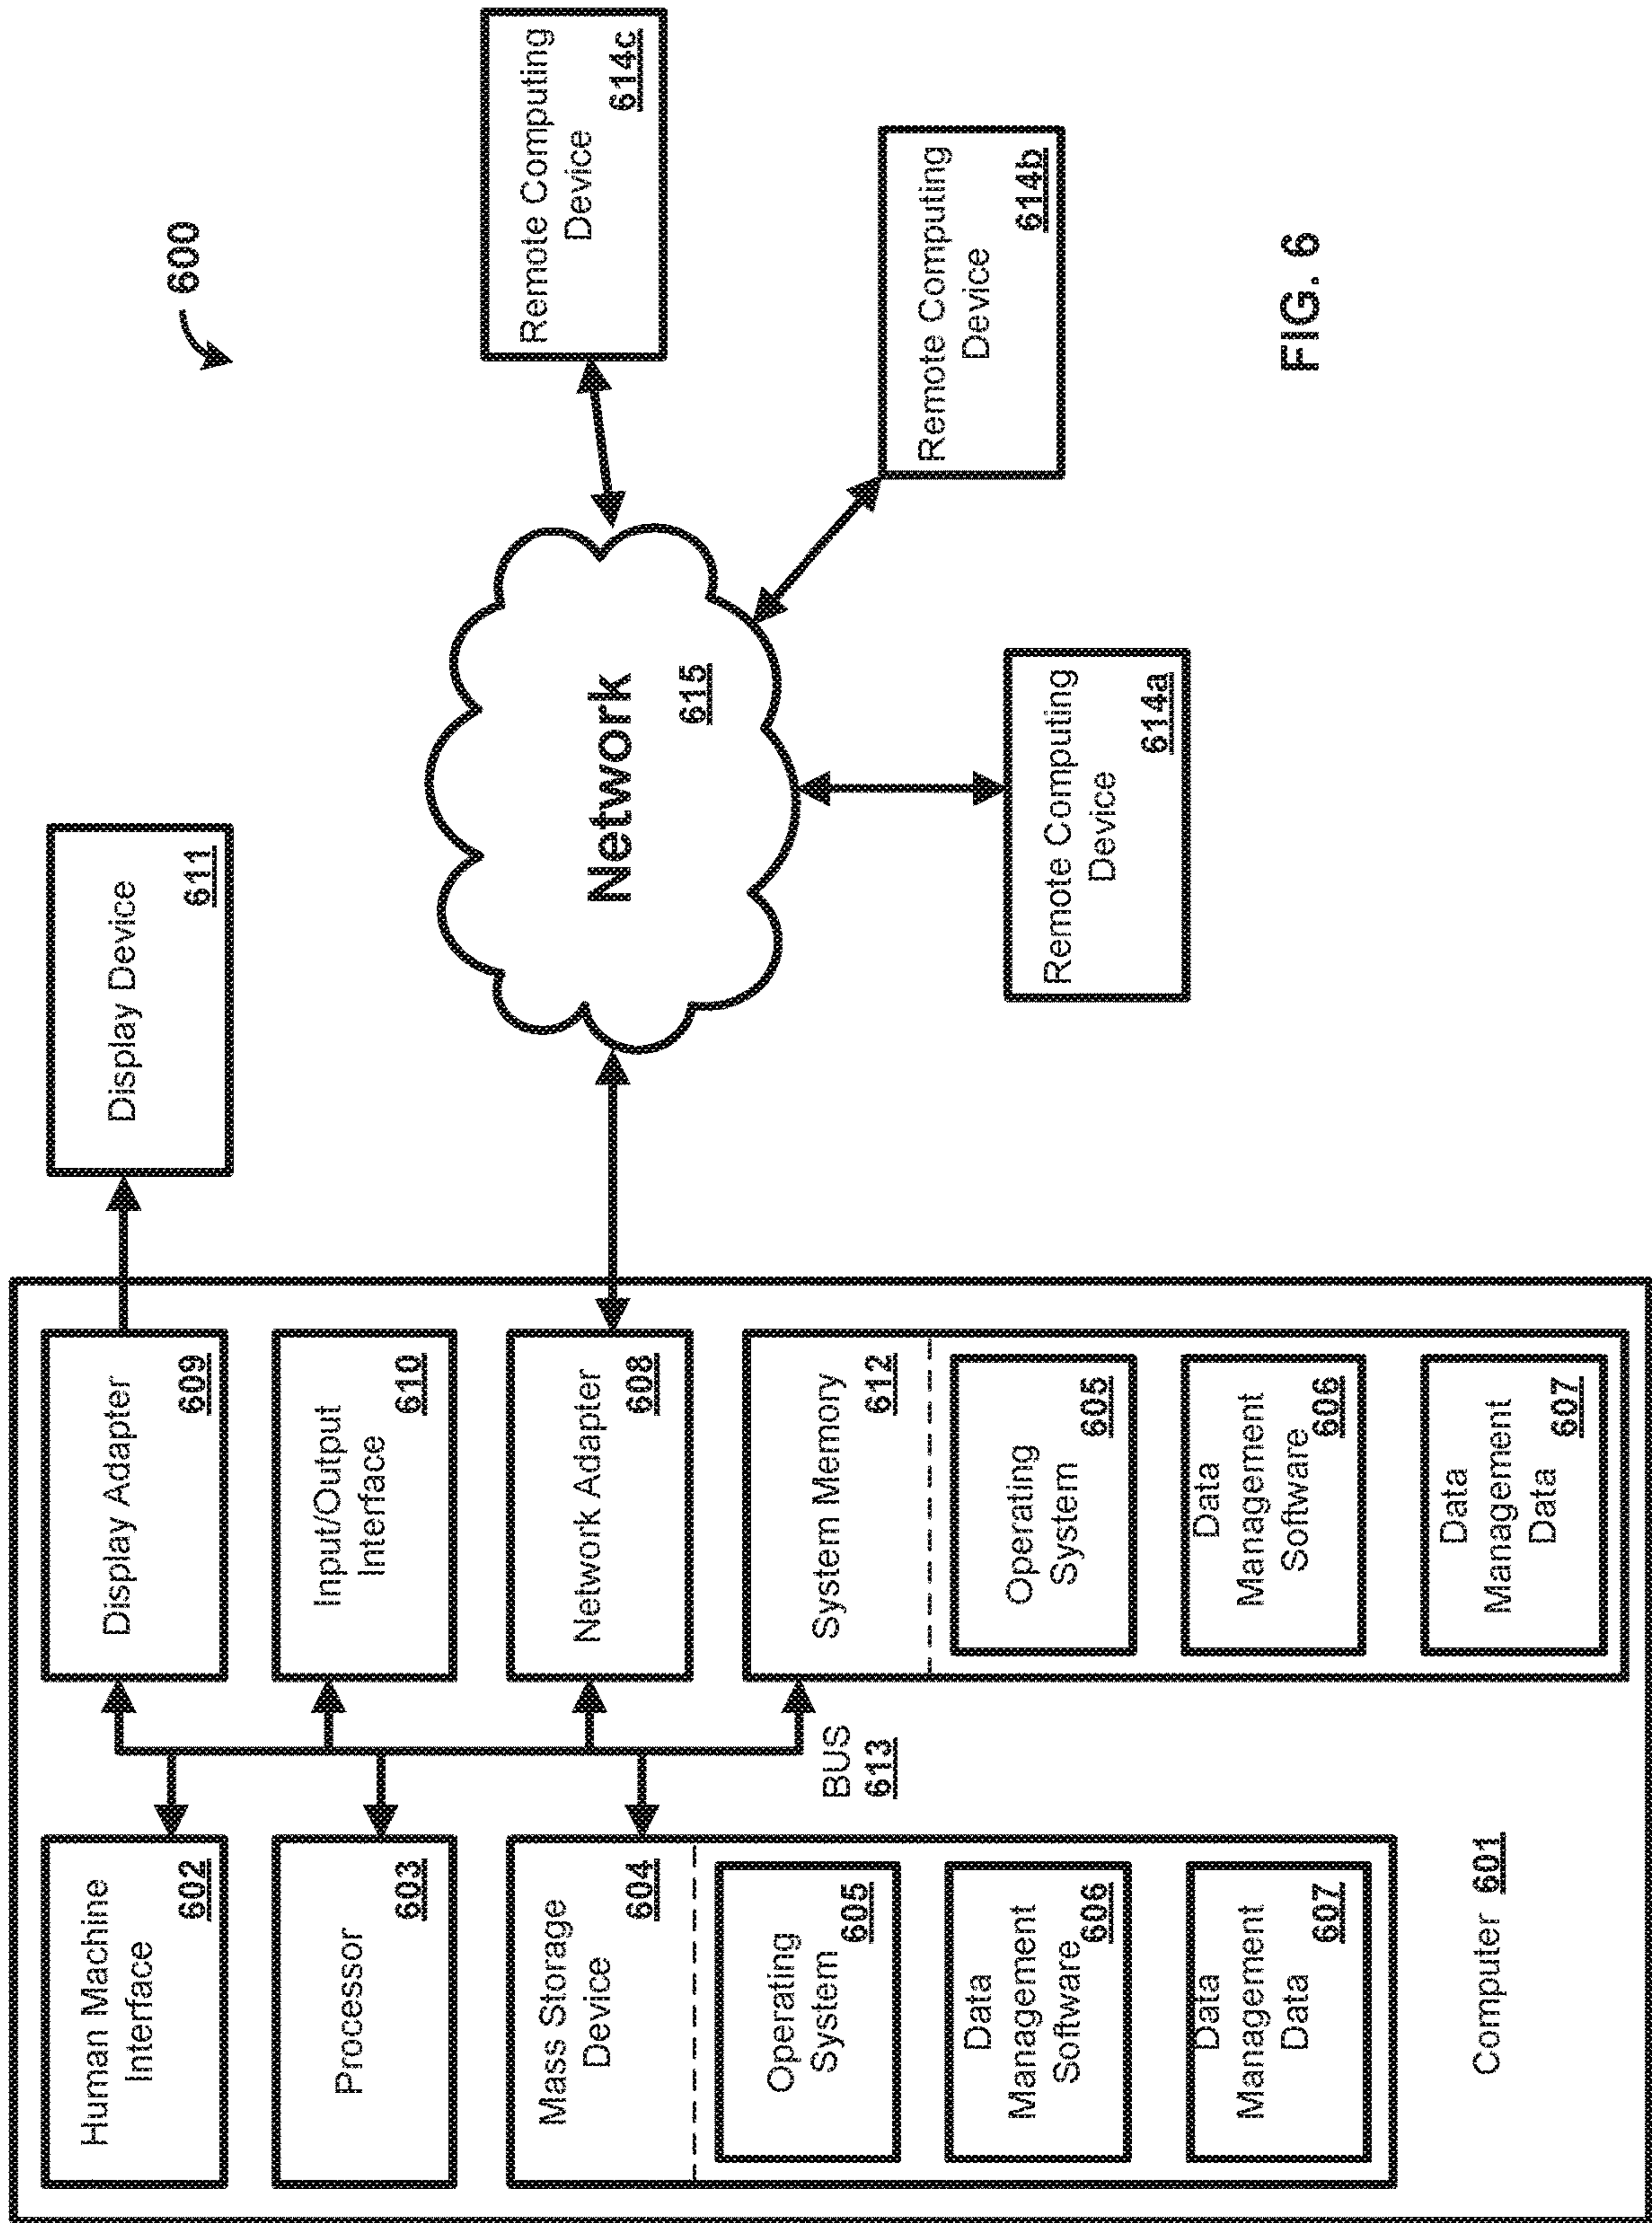 600
Human Machine
Interface
602
Processor
603
Mass Storage
Device
604
Operating
System
605
Data
Management
Software
606
Data
Management
Data
607
Computer 601
BUS
613
Display Adapter
609
Input/Output
Interface
610
Network Adapter
608
System Memory
612
Operating
System
605
Data
Management
Software
606
Data
Management
Data
607
Display Device
611
Network
615
Remote Computing
Device
614a
Remote Computing
Device
614b
Remote Computing
Device
614c
FIG. 6